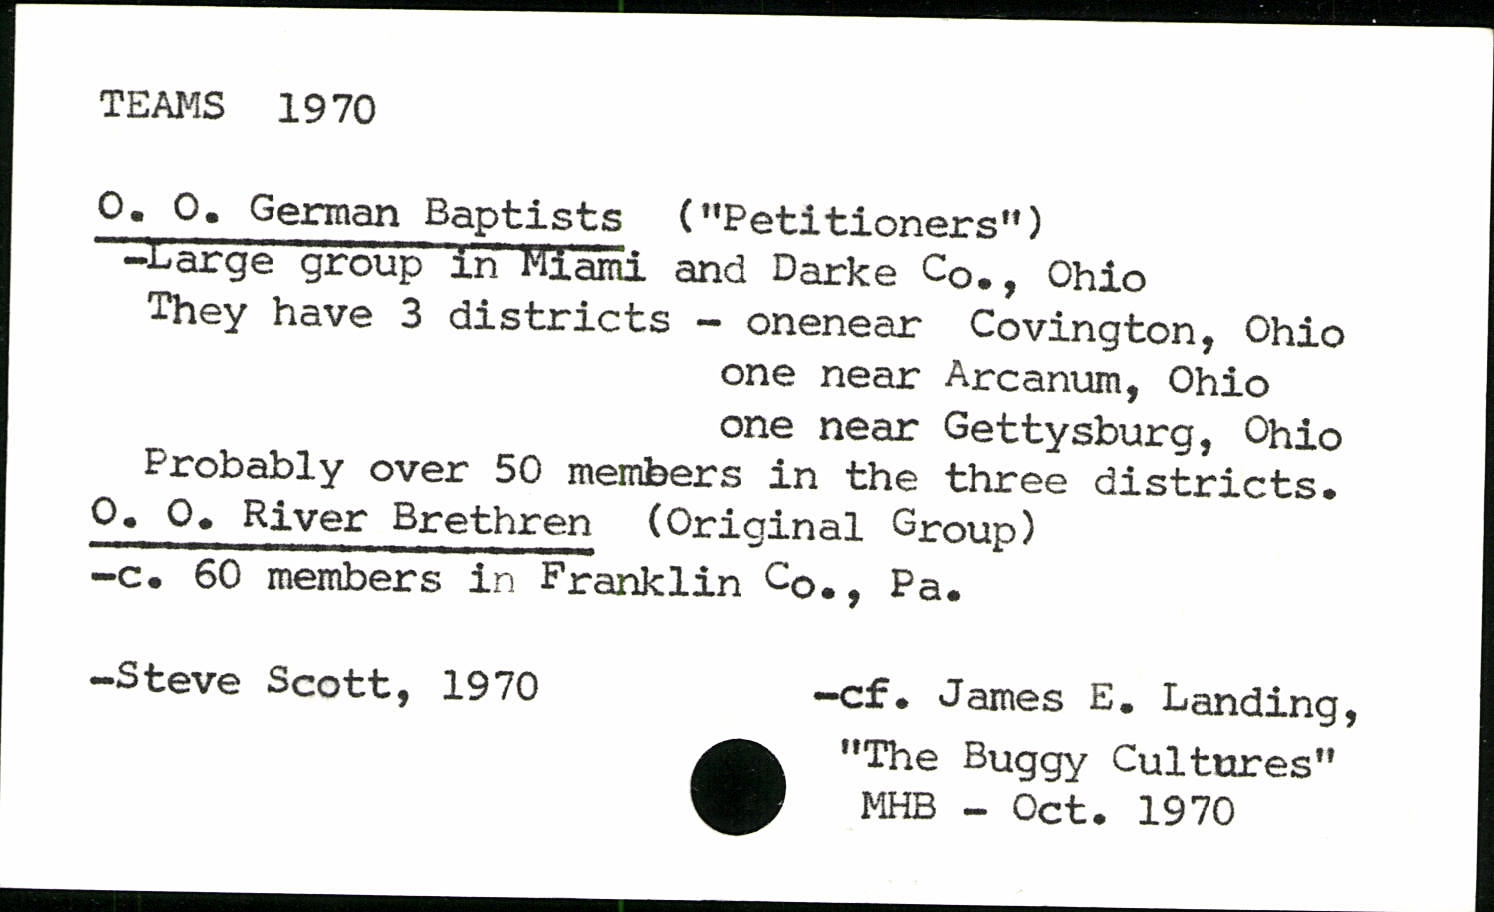 TEAMS 1970
O. O. German Baptists ("Petitioners")
-Large group in Miami and Darke Co., Ohio
They have 3 districts - onenear Covington, Ohio
one near Arcanum, Ohio
one near Gettysburg, Ohio
Probably over 50 members in the three districts.
O. O. River Brethren (Original Group)
-c. 60 members in Franklin Co., Pa.
-Steve Scott, 1970
-cf. James E. Landing,
"The Buggy Cultures"
MHB - Oct. 1970